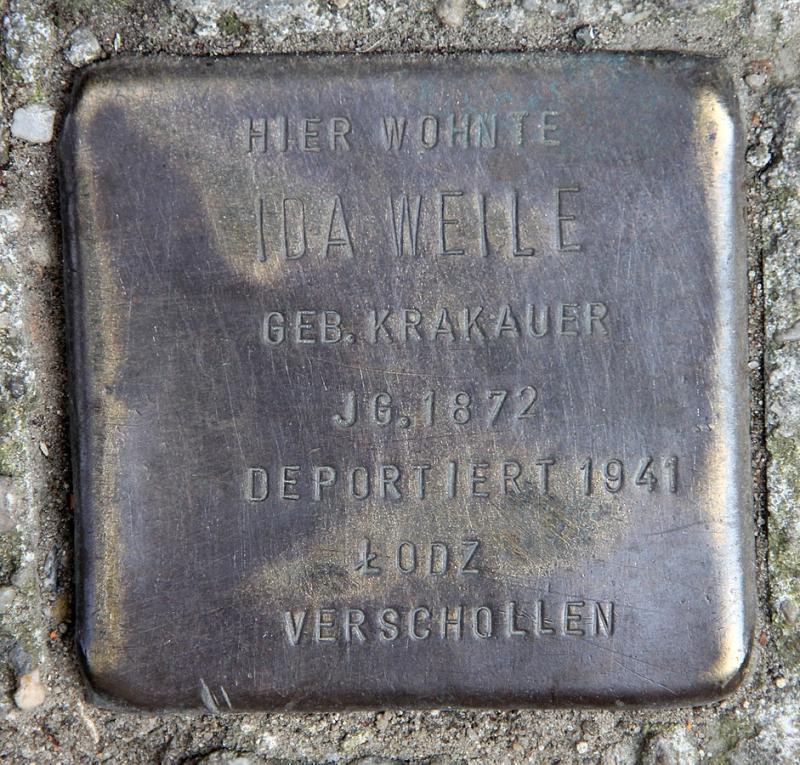 HIER WOHNTE
IDA WEILE
GEB. KRAKAUER
JG. 1872
DEPORTIERT 1941
ŁODZ
VERSCHOLLEN